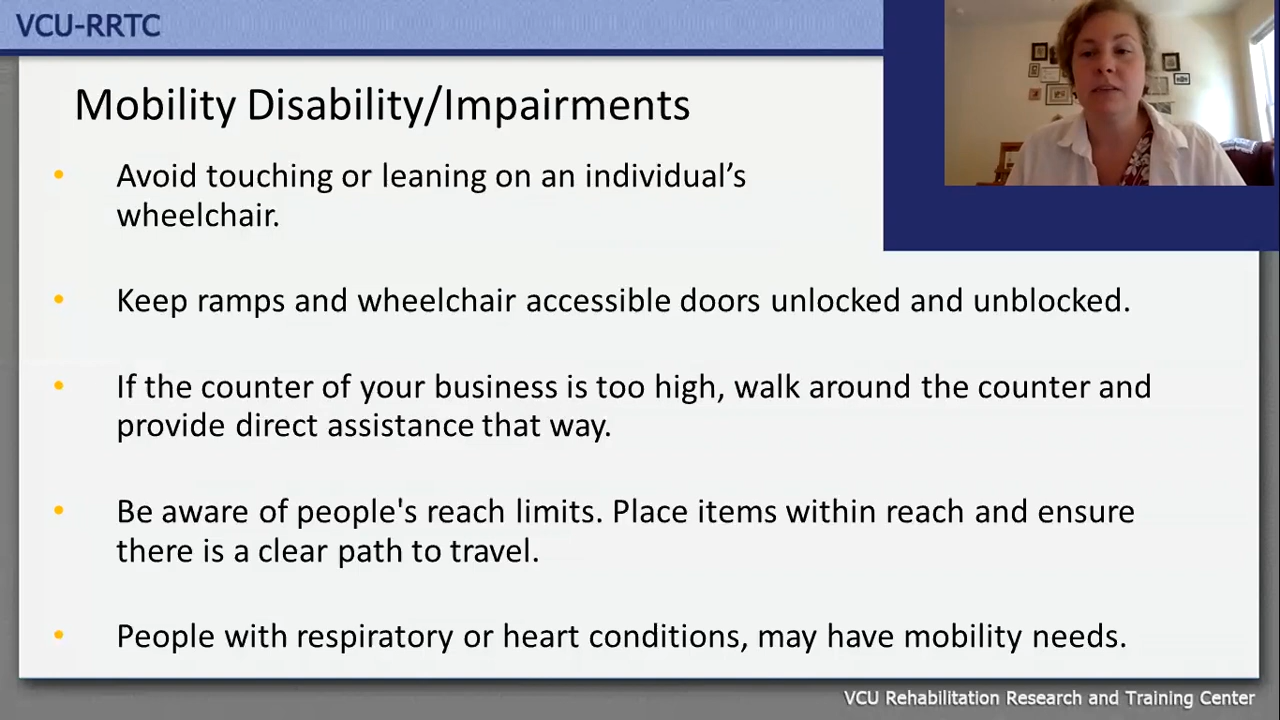 VCU-RRTC
Mobility Disability/Impairments
• Avoid touching or leaning on an individual’s
wheelchair.
• Keep ramps and wheelchair accessible doors unlocked and unblocked.
• If the counter of your business is too high, walk around the counter and
provide direct assistance that way.
• Be aware of people's reach limits. Place items within reach and ensure
there is a clear path to travel.
• People with respiratory or heart conditions, may have mobility needs.
VCU Rehabilitation Research and Training Center